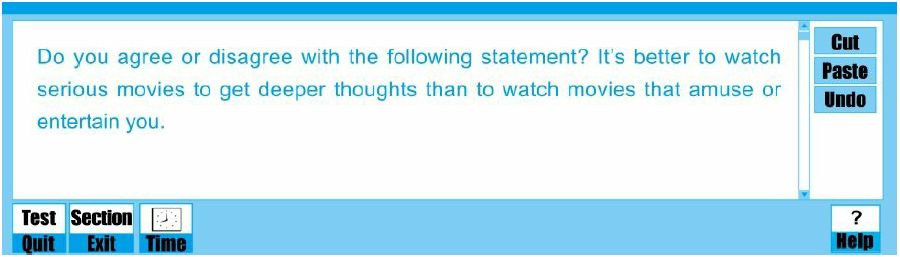 Do you agree or disagree with the following statement? It's better to watch
serious movies to get deeper thoughts than to watch movies that amuse or
entertain you.
Cut
Paste
Undo
Test Section
Quit Exit Time
?
Help